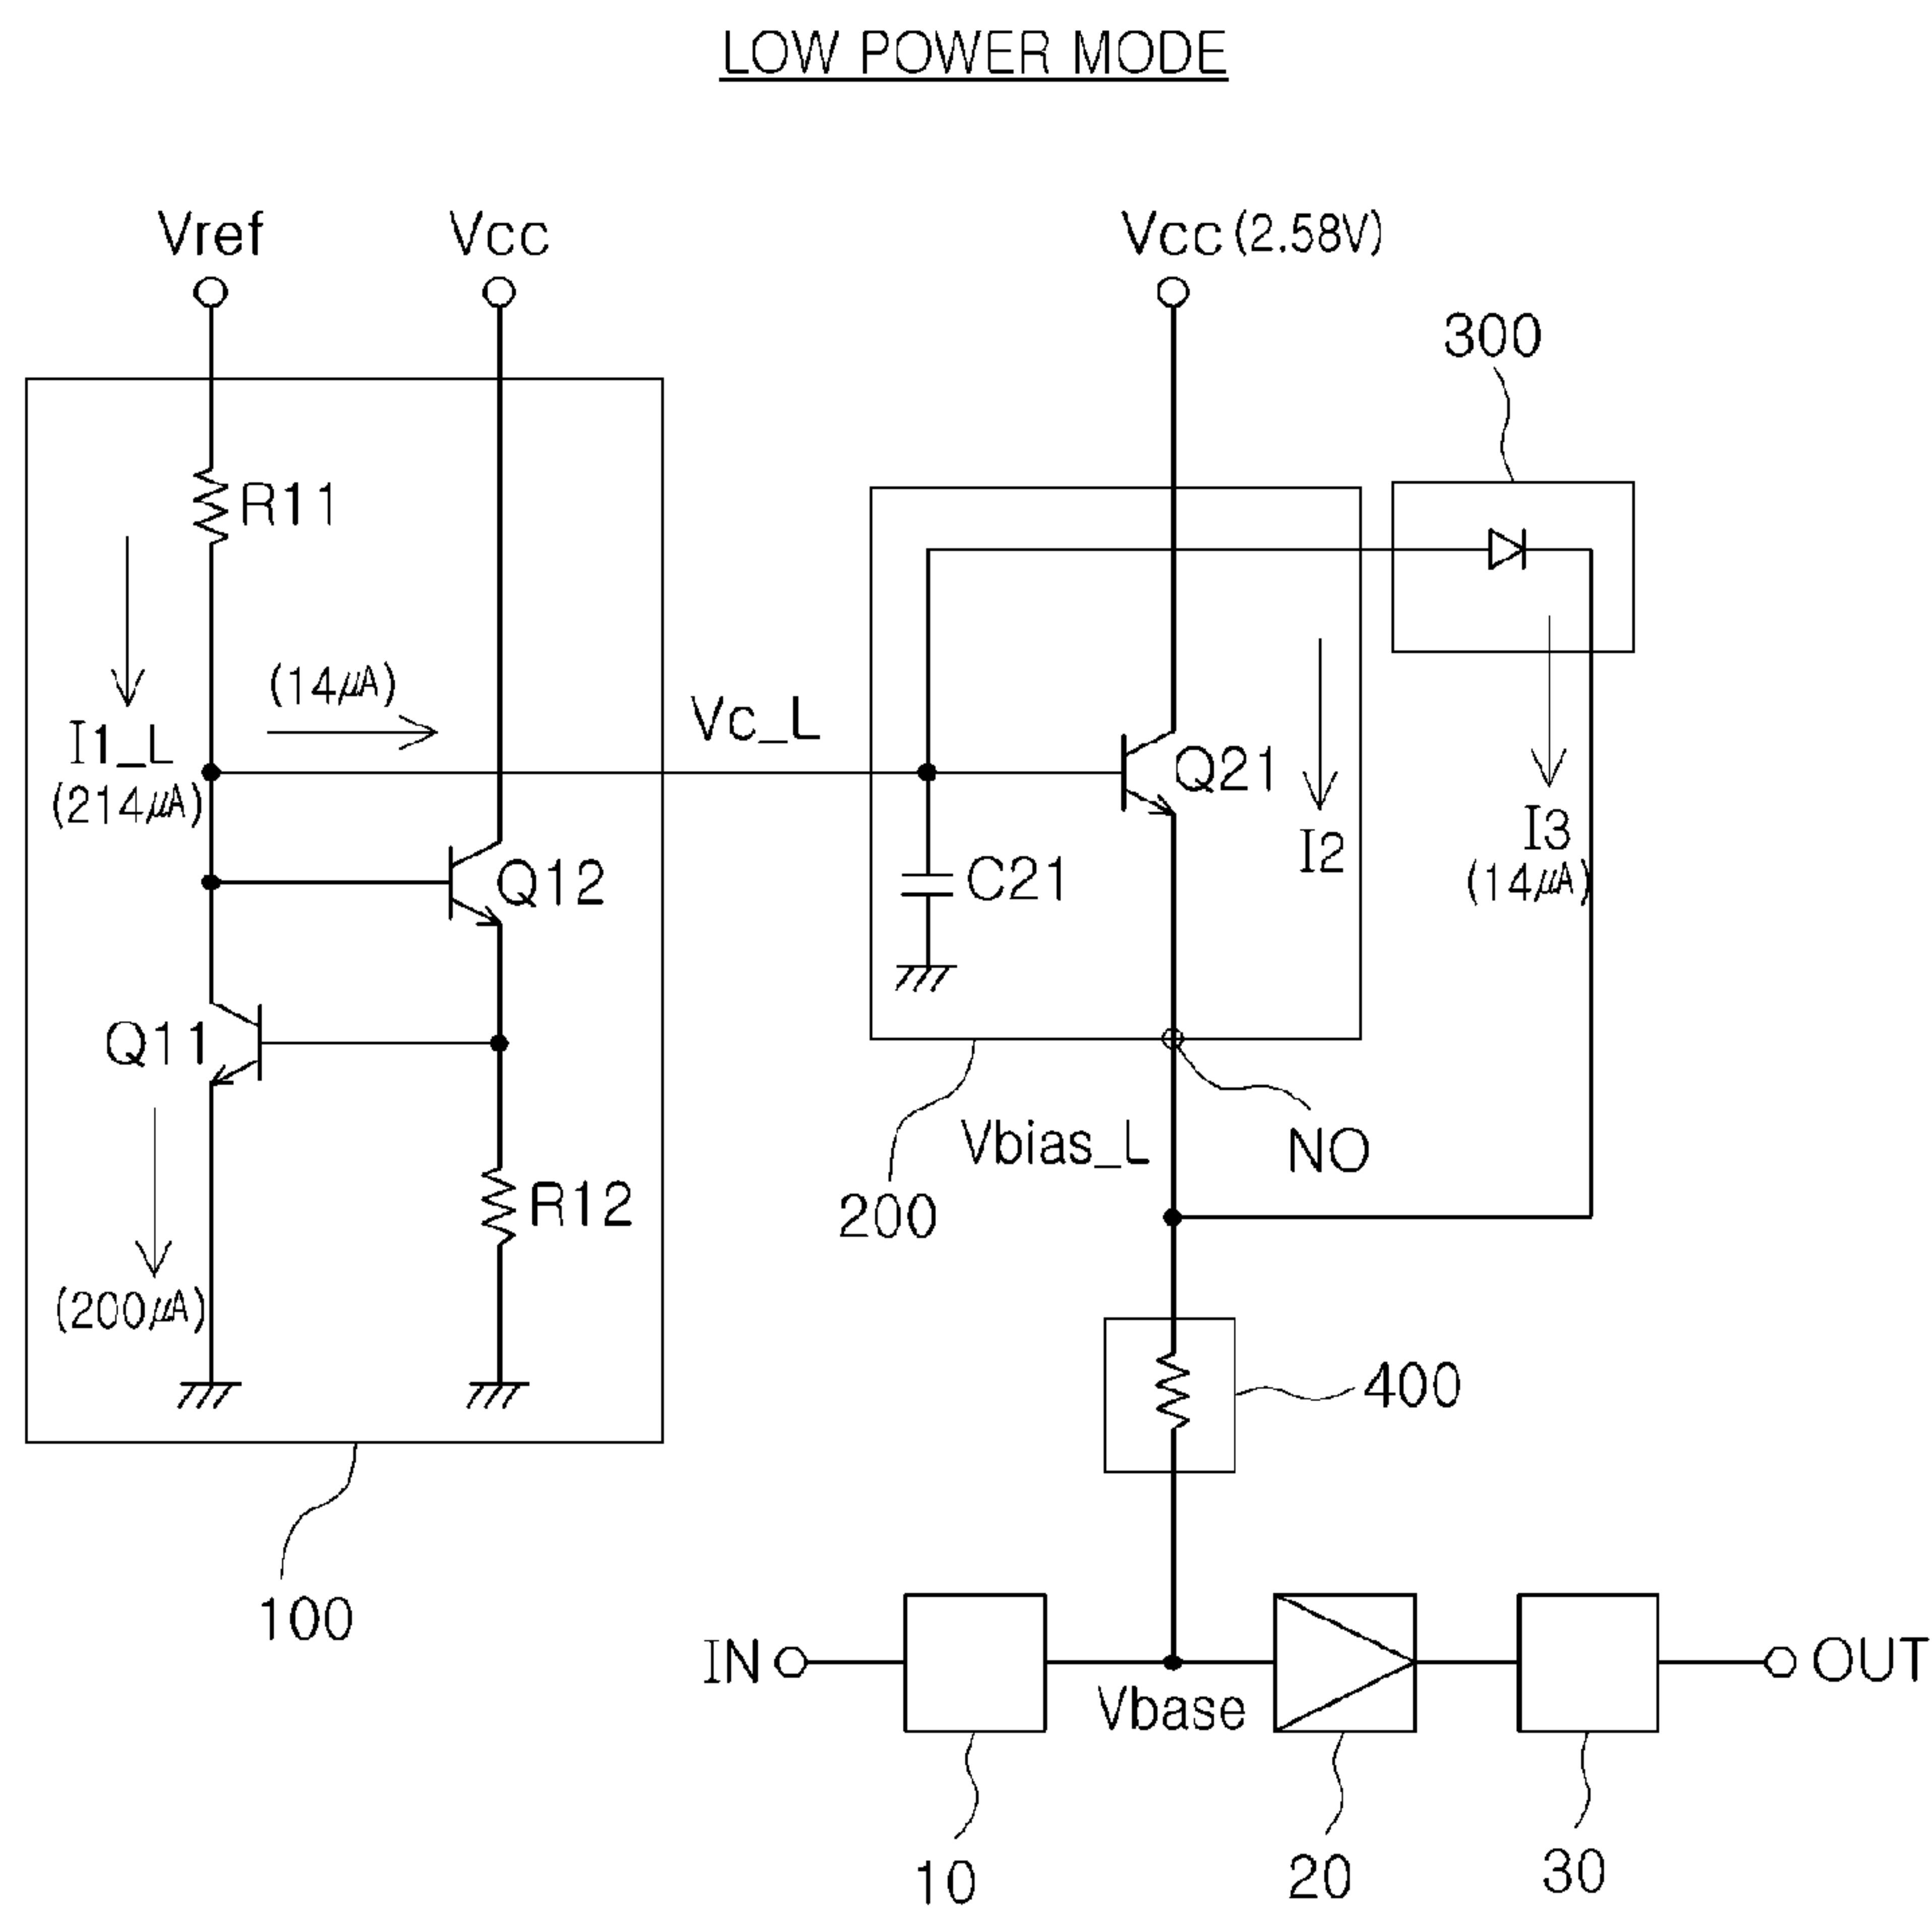 LOW POWER MODE
Vref
Vcc
Vcc (2.58V)
300
R11
(14μA)
I1_L
(214μA)
Vc_L
Q21
I2
I3
(14μA)
Q12
C21
Q11
Vbias_L
NO
200
R12
(200μA)
400
100
IN
Vbase
OUT
10
20
30